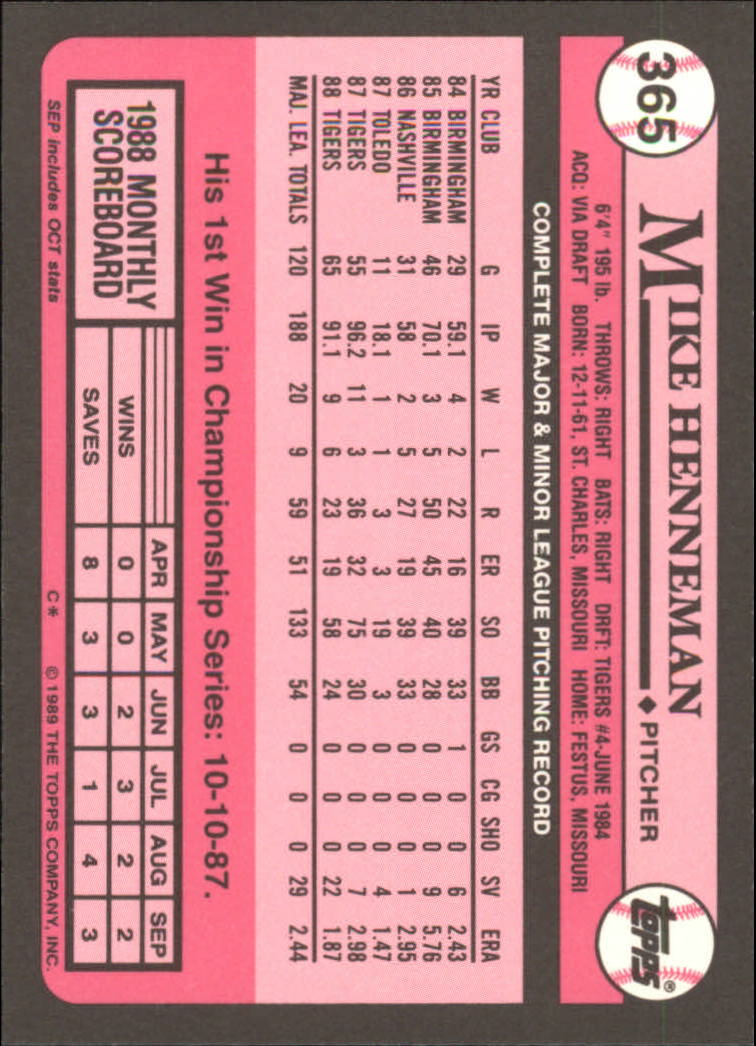 365
MIKE HENNEMAN ◆ PITCHER
topps®
6'4" 195 lb. THROWS: RIGHT BATS: RIGHT DRFT: TIGERS #4-JUNE 1984
ACQ: VIA DRAFT BORN: 12-11-61, ST. CHARLES, MISSOURI HOME: FESTUS, MISSOURI
COMPLETE MAJOR & MINOR LEAGUE PITCHING RECORD
YR CLUB G IP W L R ER SO BB GS CG SHO SV ERA
84 BIRMINGHAM 29 59.1 4 2 22 16 39 33 1 0 0 6 2.43
85 BIRMINGHAM 46 70.1 3 5 50 45 40 28 0 0 0 9 5.76
86 NASHVILLE 31 58 2 5 27 19 39 33 0 0 0 1 2.95
87 TOLEDO 11 18.1 1 1 3 3 19 3 0 0 0 4 1.47
87 TIGERS 55 96.2 11 3 36 32 75 30 0 0 0 7 2.98
88 TIGERS 65 91.1 9 6 23 19 58 24 0 0 0 22 1.87
MAJ. LEA. TOTALS 120 188 20 9 59 51 133 54 0 0 0 29 2.44
His 1st Win in Championship Series: 10-10-87.
1988 MONTHLY
SCOREBOARD
APR MAY JUN JUL AUG SEP
WINS 0 0 2 3 2 2
SAVES 8 3 3 1 4 3
SEP includes OCT stats C* © 1989 THE TOPPS COMPANY, INC.